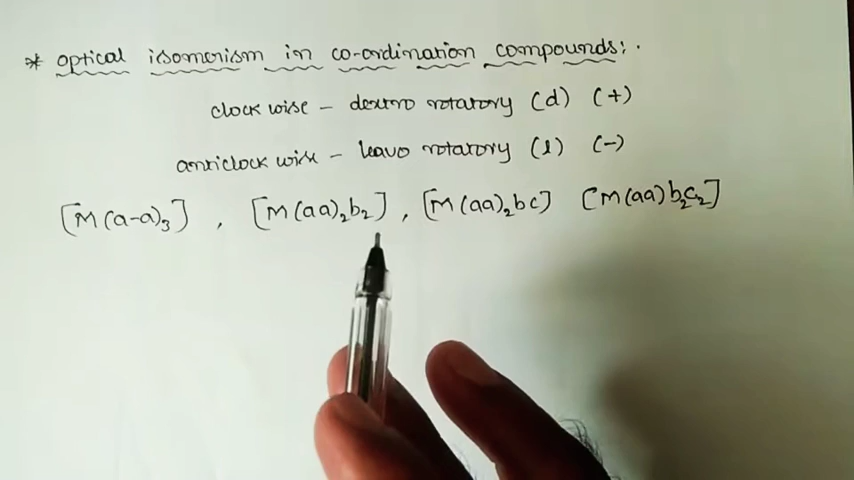 * optical isomerism in co-ordination compounds:.
clock wise - dextro rotatory (d) (+)
anticlock wise - leavo rotatory (l) (-)
[M(a-a)₃] , [M(aa)₂b₂] , [M(aa)₂bc] [M(aa)b₂c₂]